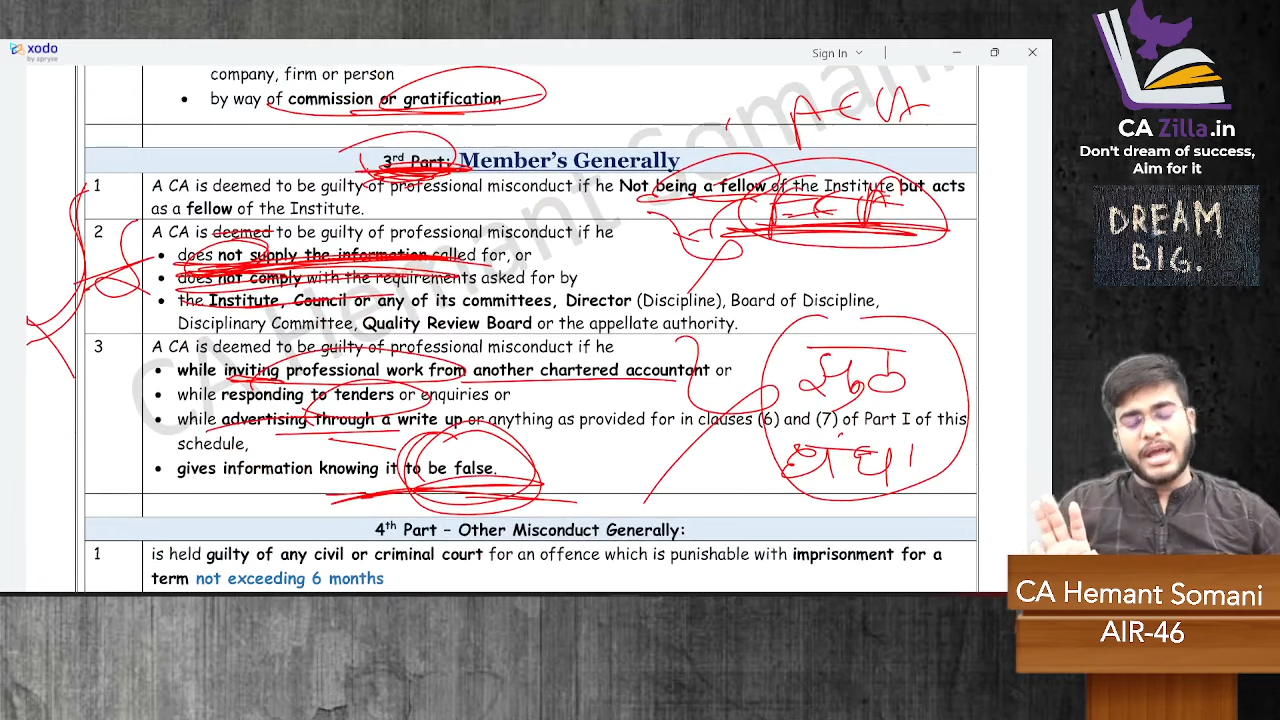 xodo
by apryse
Sign In
company, firm or person
• by way of commission or gratification
ACA
3rd Part: Member's Generally
1 A CA is deemed to be guilty of professional misconduct if he Not being a fellow of the Institute but acts
as a fellow of the Institute.
FCA
2 A CA is deemed to be guilty of professional misconduct if he
• does not supply the information called for, or
• does not comply with the requirements asked for by
• the Institute, Council or any of its committees, Director (Discipline), Board of Discipline,
Disciplinary Committee, Quality Review Board or the appellate authority.
3 A CA is deemed to be guilty of professional misconduct if he
• while inviting professional work from another chartered accountant or
• while responding to tenders or enquiries or
• while advertising through a write up or anything as provided for in clauses (6) and (7) of Part I of this
schedule,
• gives information knowing it to be false.
4th Part – Other Misconduct Generally:
1 is held guilty of any civil or criminal court for an offence which is punishable with imprisonment for a
term not exceeding 6 months
CA Hemant Somani
CA Zilla.in
Don't dream of success,
Aim for it
DREAM
BIG.
CA Hemant Somani
AIR-46